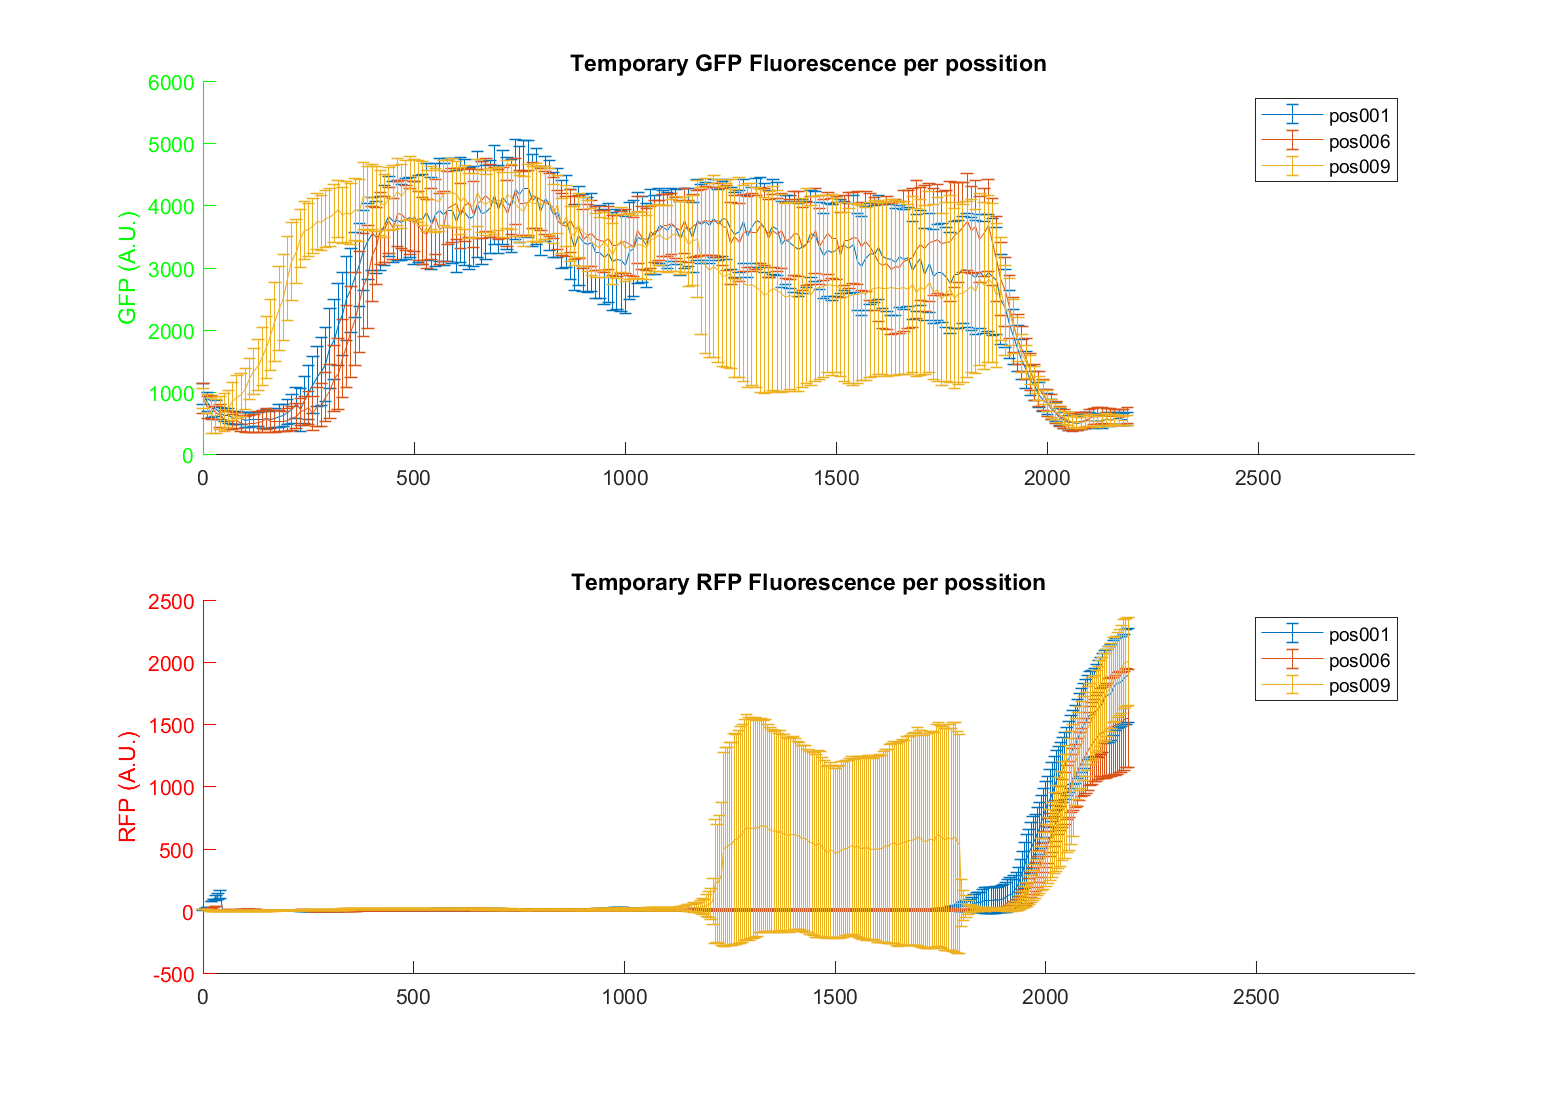 Temporary GFP Fluorescence per possition
6000
5000
4000
3000
2000
1000
0
GFP (A.U.)
0 500 1000 1500 2000 2500
pos001
pos006
pos009
Temporary RFP Fluorescence per possition
2500
2000
1500
1000
500
0
-500
RFP (A.U.)
0 500 1000 1500 2000 2500
pos001
pos006
pos009